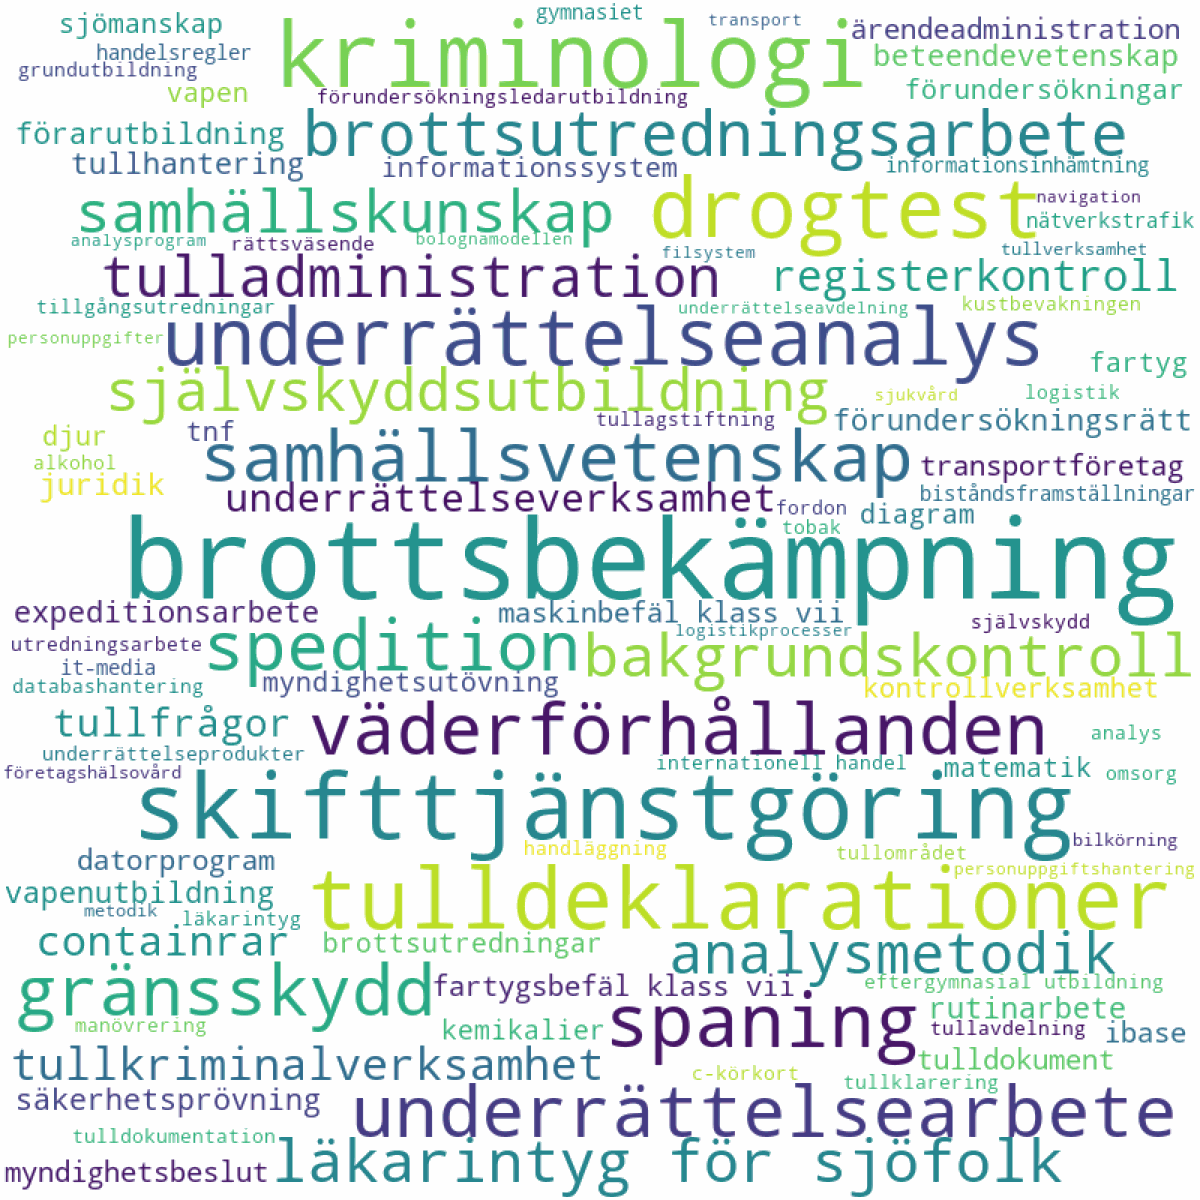 sjömanskap
gymnasiet
transport
kriminologi
ärendeadministration
handelsregler
beteendevetenskap
grundutbildning
vapen
förundersökningsledarutbildning
förundersökningar
förarutbildning
brottsutredningsarbete
tullhantering
informationssystem
informationsinhämtning
samhällskunskap
drogtest
navigation
nätverkstrafik
analysprogram
rättsväsende
bolognamodellen
filsystem
tullverksamhet
tulladministration
registerkontroll
tillgångsutredningar
underrättelseavdelning
kustbevakningen
personuppgifter
underrättelseanalys
fartyg
självskyddsutbildning
sjukvård
logistik
djur
tnf
tullagstiftning
förundersökningsrätt
alkohol
samhällsvetenskap
transportföretag
juridik
underrättelseverksamhet
fordon
biståndsframställningar
tobak
diagram
brottsbekämpning
expeditionsarbete
maskinbefäl klass vii
självskydd
utredningsarbete
spedition
logistikprocesser
bakgrundskontroll
it-media
databashantering
myndighetsutövning
kontrollverksamhet
tullfrågor
väderförhållanden
analys
underrättelseprodukter
internationell handel
matematik
omsorg
företagshälsovård
skifttjänstgöring
datorprogram
handläggning
tullområdet
bilkörning
vapenutbildning
tulldeklarationer
personuppgiftshantering
metodik
läkarintyg
containrar
brottsutredningar
analysmetodik
gränsskydd
fartygsbefäl klass vii
eftergymnasial utbildning
manövrering
kemikalier
spaning
rutinarbete
tullavdelning
ibase
tullkriminalverksamhet
c-körkort
tulldokument
tullklarering
säkerhetsprövning
underrättelsearbete
tulldokumentation
myndighetsbeslut
läkarintyg för sjöfolk